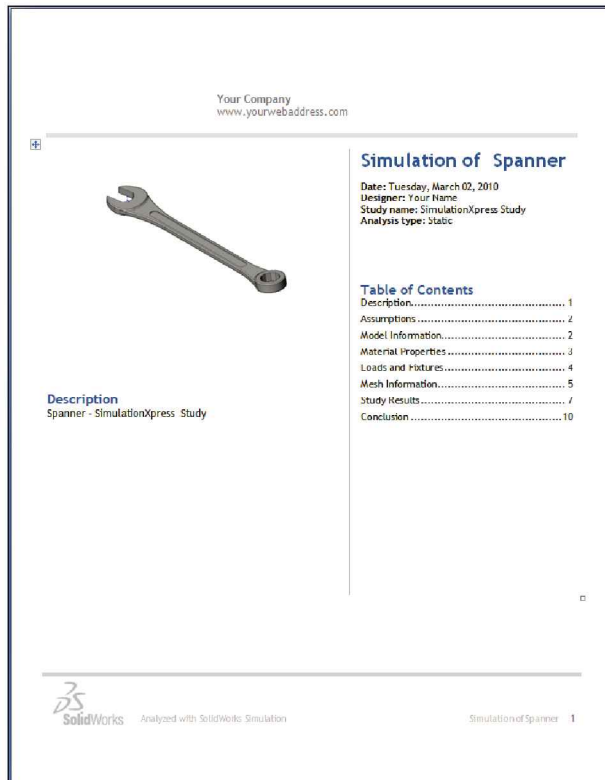 Your Company
www.yourwebaddress.com
Simulation of Spanner
Date: Tuesday, March 02, 2010
Designer: Your Name
Study name: SimulationXpress Study
Analysis type: Static
Table of Contents
Description............................................... 1
Assumptions ............................................. 2
Model Information...................................... 2
Material Properties .................................... 3
Loads and Fixtures ..................................... 4
Mesh Information....................................... 5
Study Results............................................ 7
Conclusion .............................................. 10
Description
Spanner - SimulationXpress Study
SolidWorks
Analyzed with SolidWorks Simulation
Simulation of Spanner 1